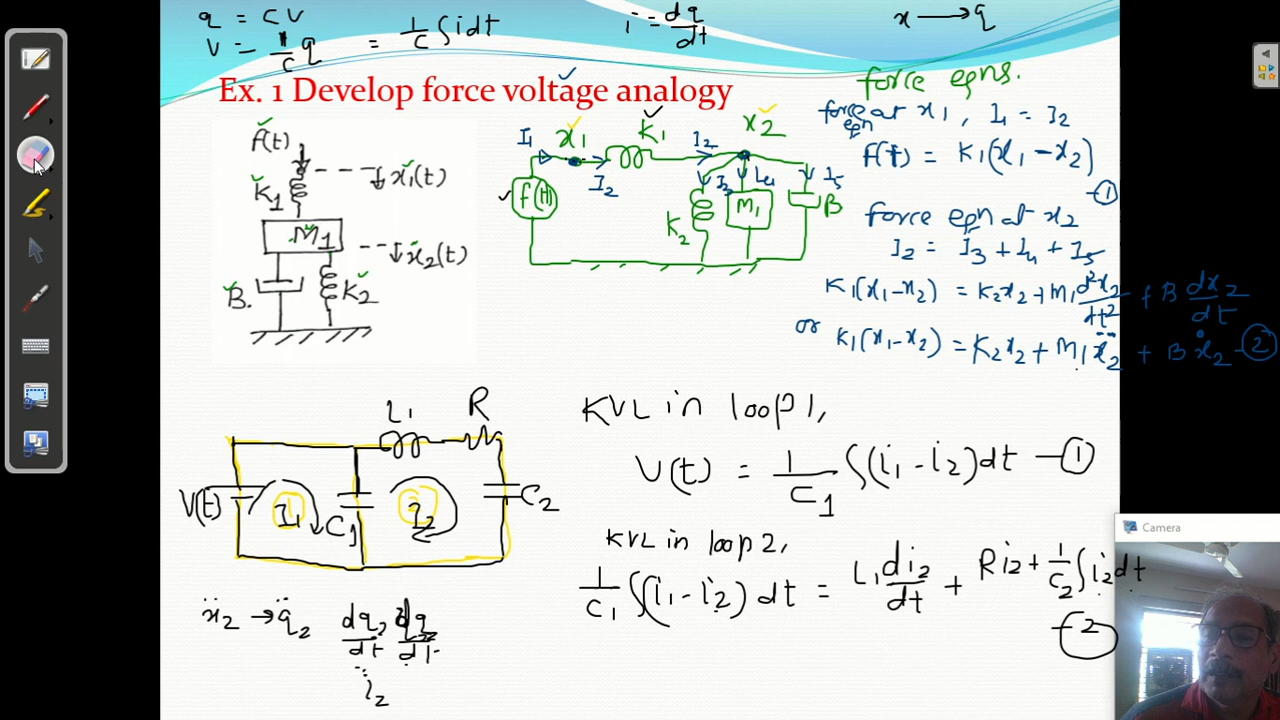 q = CV
V = 1/C q = 1/C ∫idt
i = dq/dt
x → q
Ex. 1 Develop force voltage analogy
force eqns.
force eqn at x1, I1 = I2
f(t) = K1(x1 - x2) —①
force eqn at x2
I2 = I3 + I4 + I5
K1(x1-x2) = K2x2 + M1 d²x2/dt² + B dx2/dt
or K1(x1-x2) = K2x2 + M1ẍ2 + Bẋ2 —②
f(t)
x1(t)
K1
M1
x2(t)
B.
K2
I1
x1
K1
I2
x2
I2
f(t)
I3
I4
I5
K2
M1
B
L1
R
V(t)
I1
C1
I2
C2
KVL in loop 1,
V(t) = 1/C1 ∫(i1 - i2)dt —①
KVL in loop 2,
1/C1 ∫(i1 - i2)dt = L1 di2/dt + Ri2 + 1/C2 ∫i2dt
—②
ẍ2 → q̈2
i2
Camera